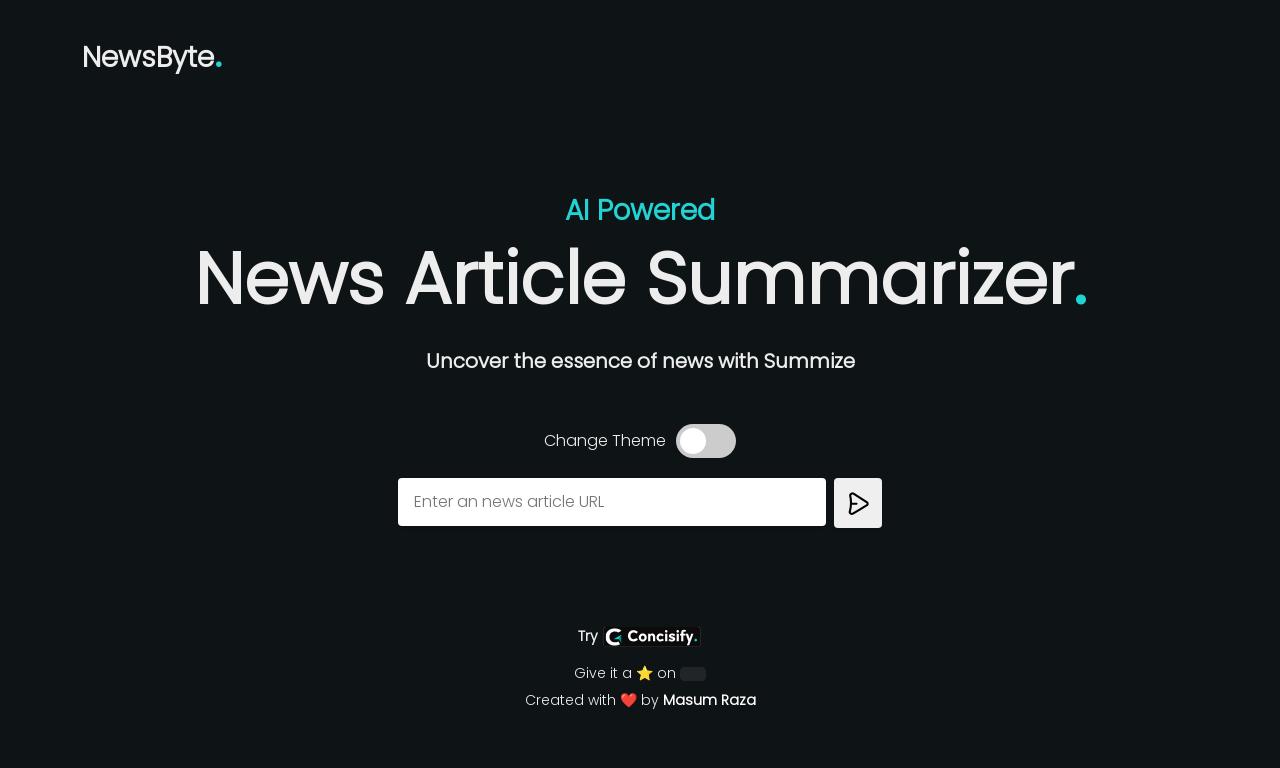 NewsByte.
AI Powered
News Article Summarizer.
Uncover the essence of news with Summize
Change Theme
Enter an news article URL
Try Concisify.
Give it a ⭐ on
Created with ❤️ by Masum Raza